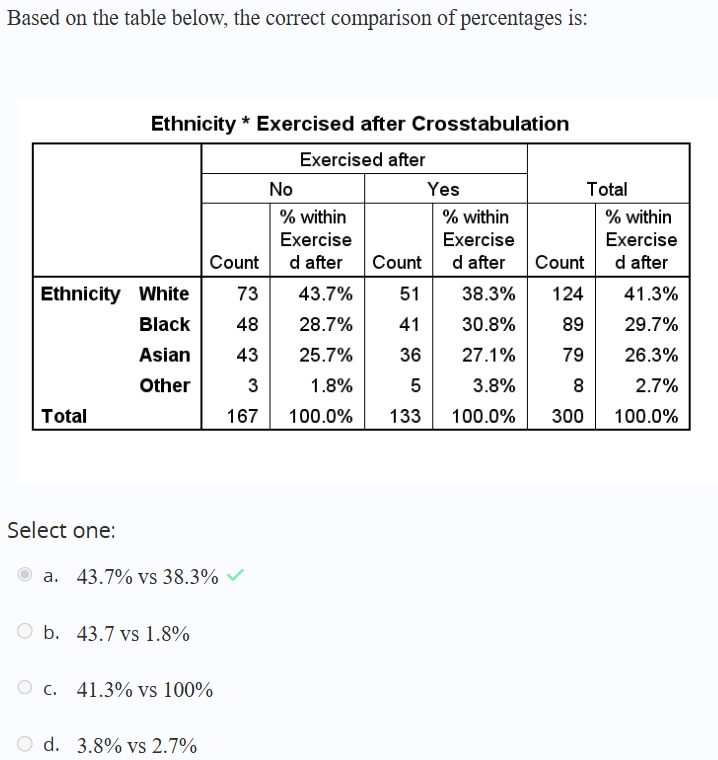 Based on the table below, the correct comparison of percentages is:
Ethnicity * Exercised after Crosstabulation
Exercised after
No Yes Total
Count % within Exercise d after Count % within Exercise d after Count % within Exercise d after
Ethnicity White 73 43.7% 51 38.3% 124 41.3%
Black 48 28.7% 41 30.8% 89 29.7%
Asian 43 25.7% 36 27.1% 79 26.3%
Other 3 1.8% 5 3.8% 8 2.7%
Total 167 100.0% 133 100.0% 300 100.0%
Select one:
a. 43.7% vs 38.3%
b. 43.7 vs 1.8%
c. 41.3% vs 100%
d. 3.8% vs 2.7%